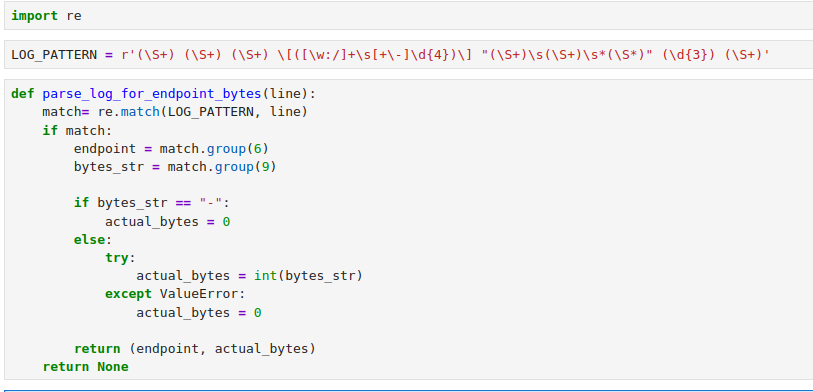 import re
LOG_PATTERN = r'(\S+) (\S+) (\S+) \[([\w:/]+\s[+\-]\d{4})\] "(\S+)\s(\S+)\s*(\S*)" (\d{3}) (\S+)'
def parse_log_for_endpoint_bytes(line):
    match= re.match(LOG_PATTERN, line)
    if match:
        endpoint = match.group(6)
        bytes_str = match.group(9)
        if bytes_str == "-":
            actual_bytes = 0
        else:
            try:
                actual_bytes = int(bytes_str)
            except ValueError:
                actual_bytes = 0
        return (endpoint, actual_bytes)
    return None